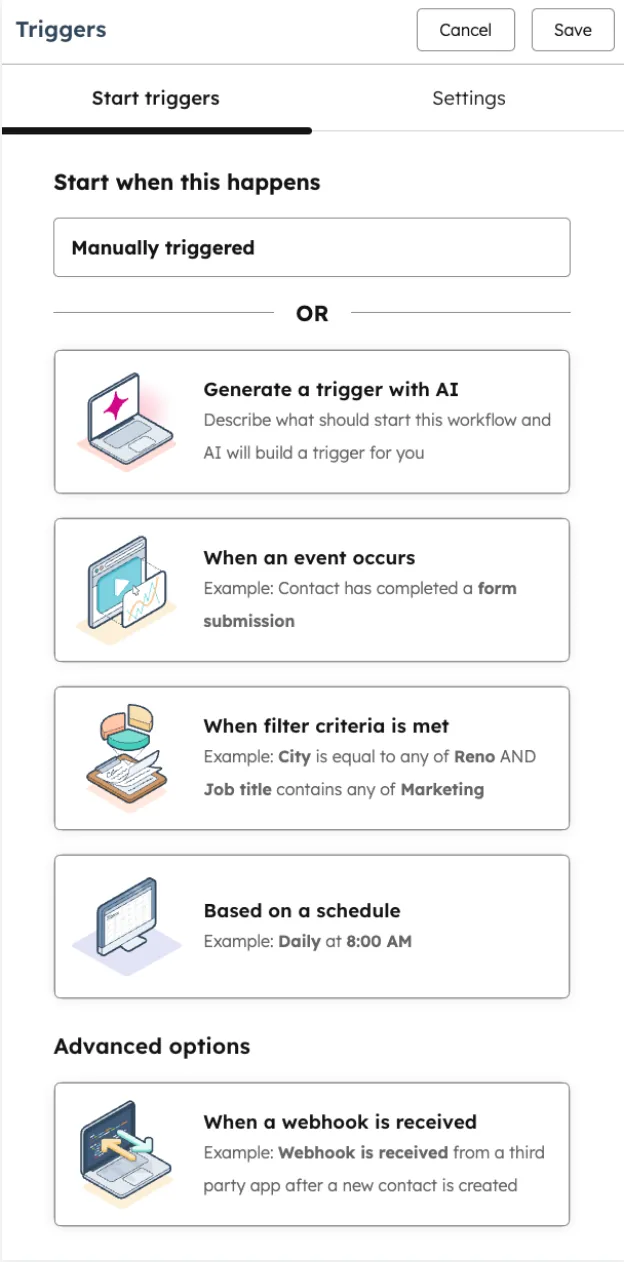 Triggers
Cancel
Save
Start triggers
Settings
Start when this happens
Manually triggered
OR
Generate a trigger with AI
Describe what should start this workflow and
AI will build a trigger for you
When an event occurs
Example: Contact has completed a form
submission
When filter criteria is met
Example: City is equal to any of Reno AND
Job title contains any of Marketing
Based on a schedule
Example: Daily at 8:00 AM
Advanced options
When a webhook is received
Example: Webhook is received from a third
party app after a new contact is created